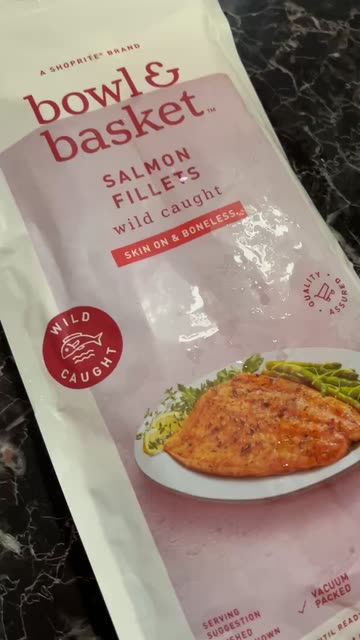 A SHOPRITE® BRAND
bowl &
basket™
SALMON
FILLETS
wild caught
SKIN ON & BONELESS
WILD
CAUGHT
QUALITY
ASSURED
SERVING
SUGGESTION
VACUUM
PACKED